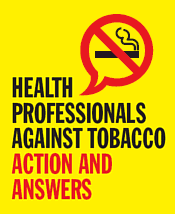 HEALTH
PROFESSIONALS
AGAINST TOBACCO
ACTION AND
ANSWERS